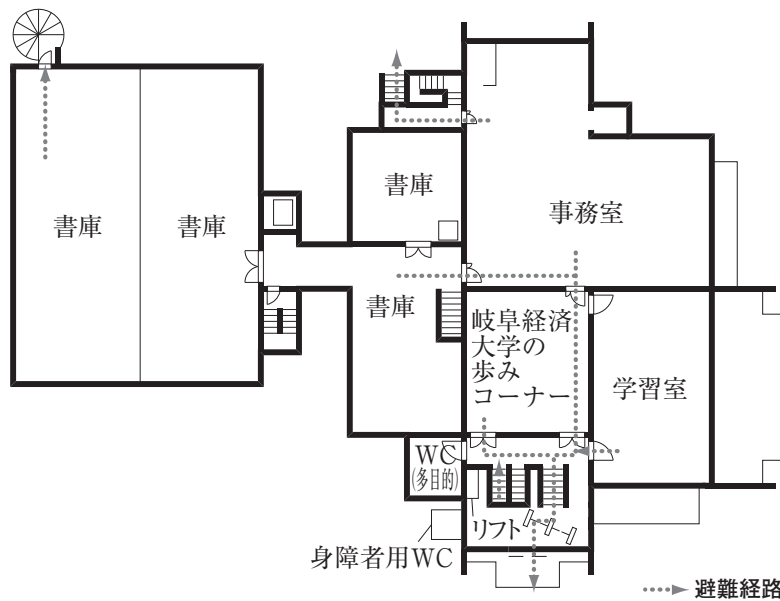 書庫
事務室
書庫
書庫
書庫
岐阜経済
大学の
歩み
コーナー
学習室
WC
(多目的)
リフト
身障者用WC
避難経路